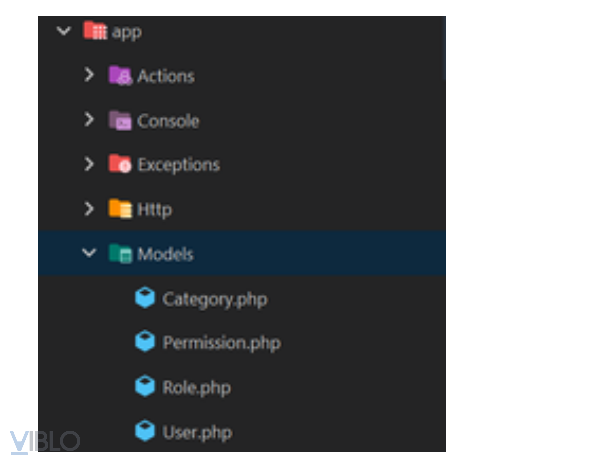 app
Actions
Console
Exceptions
Http
Models
Category.php
Permission.php
Role.php
User.php
VIBLO